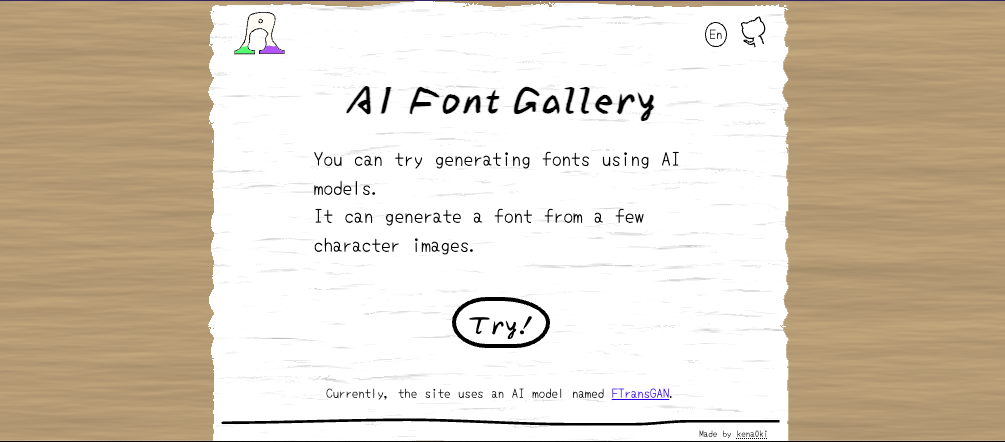 En
AI Font Gallery
You can try generating fonts using AI
models.
It can generate a font from a few
character images.
Try!
Currently, the site uses an AI model named FTransGAN.
Made by kena0ki